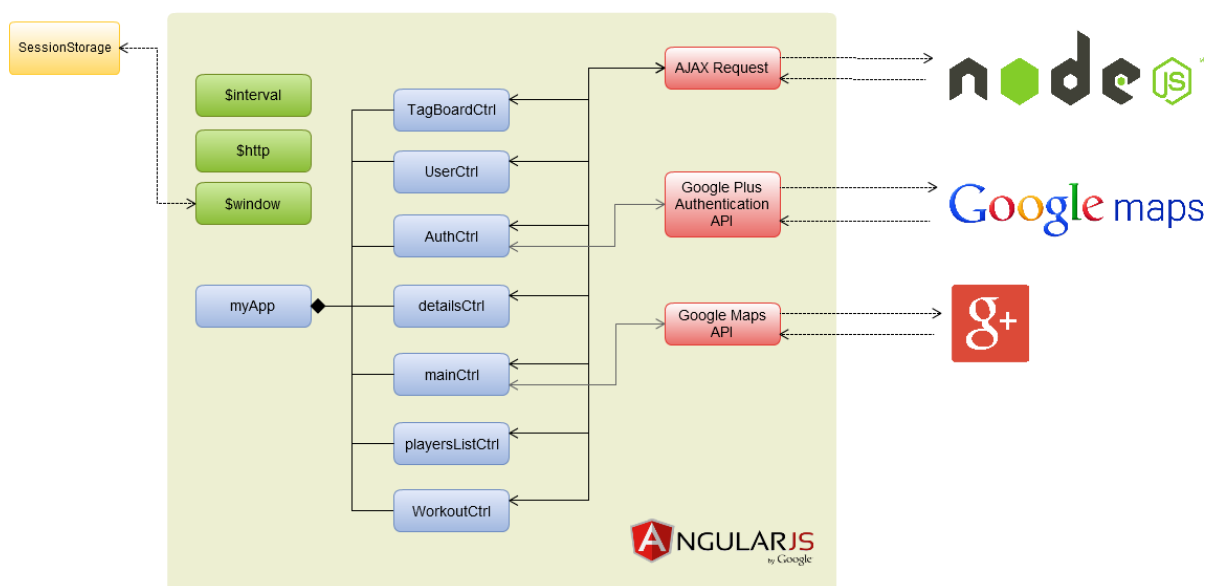 SessionStorage
$interval
$http
$window
myApp
TagBoardCtrl
UserCtrl
AuthCtrl
detailsCtrl
mainCtrl
playersListCtrl
WorkoutCtrl
AJAX Request
Google Plus
Authentication
API
Google Maps
API
node
JS
Google maps
g+
ANGULARJS
by Google